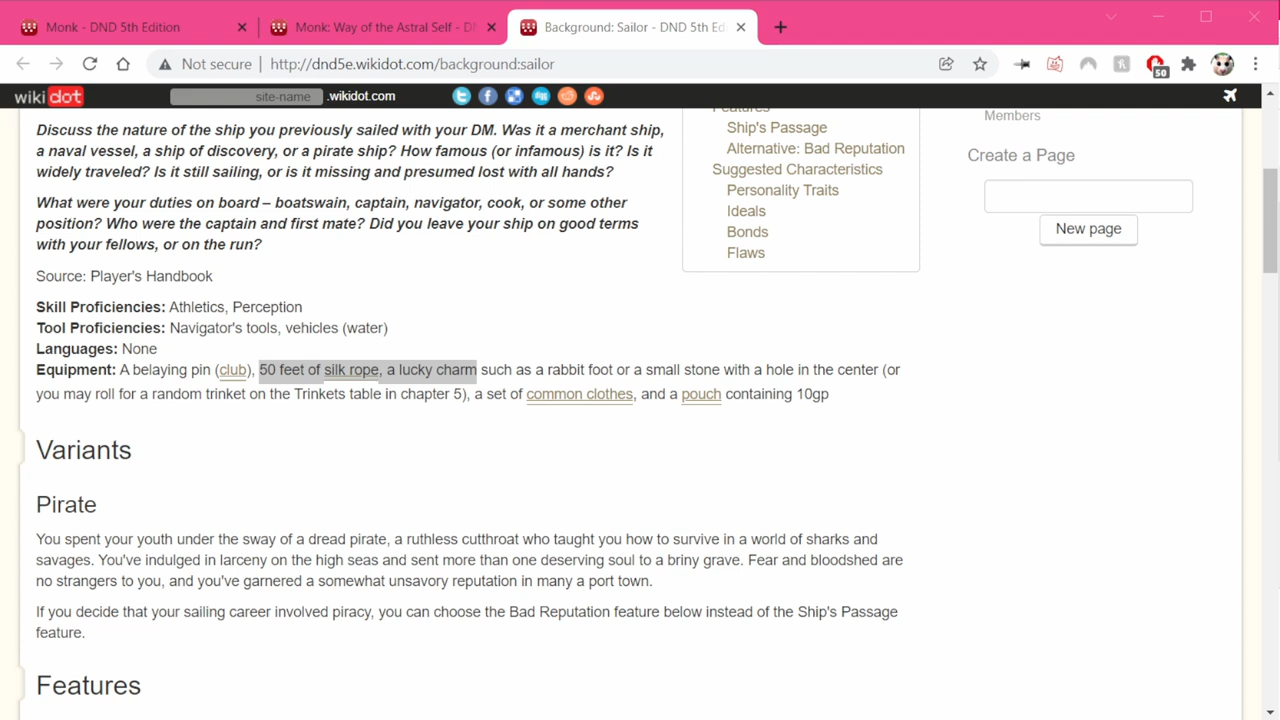 Monk - DND 5th Edition
Monk: Way of the Astral Self - D
Background: Sailor - DND 5th Ed
Not secure
http://dnd5e.wikidot.com/background:sailor
50
wikidot
site-name
.wikidot.com
Discuss the nature of the ship you previously sailed with your DM. Was it a merchant ship,
a naval vessel, a ship of discovery, or a pirate ship? How famous (or infamous) is it? Is it
widely traveled? Is it still sailing, or is it missing and presumed lost with all hands?
What were your duties on board – boatswain, captain, navigator, cook, or some other
position? Who were the captain and first mate? Did you leave your ship on good terms
with your fellows, or on the run?
Source: Player's Handbook
Skill Proficiencies: Athletics, Perception
Tool Proficiencies: Navigator's tools, vehicles (water)
Languages: None
Equipment: A belaying pin (club), 50 feet of silk rope, a lucky charm such as a rabbit foot or a small stone with a hole in the center (or
you may roll for a random trinket on the Trinkets table in chapter 5), a set of common clothes, and a pouch containing 10gp
Variants
Pirate
You spent your youth under the sway of a dread pirate, a ruthless cutthroat who taught you how to survive in a world of sharks and
savages. You've indulged in larceny on the high seas and sent more than one deserving soul to a briny grave. Fear and bloodshed are
no strangers to you, and you've garnered a somewhat unsavory reputation in many a port town.
If you decide that your sailing career involved piracy, you can choose the Bad Reputation feature below instead of the Ship's Passage
feature.
Features
Features
Ship's Passage
Alternative: Bad Reputation
Suggested Characteristics
Personality Traits
Ideals
Bonds
Flaws
Members
Create a Page
New page